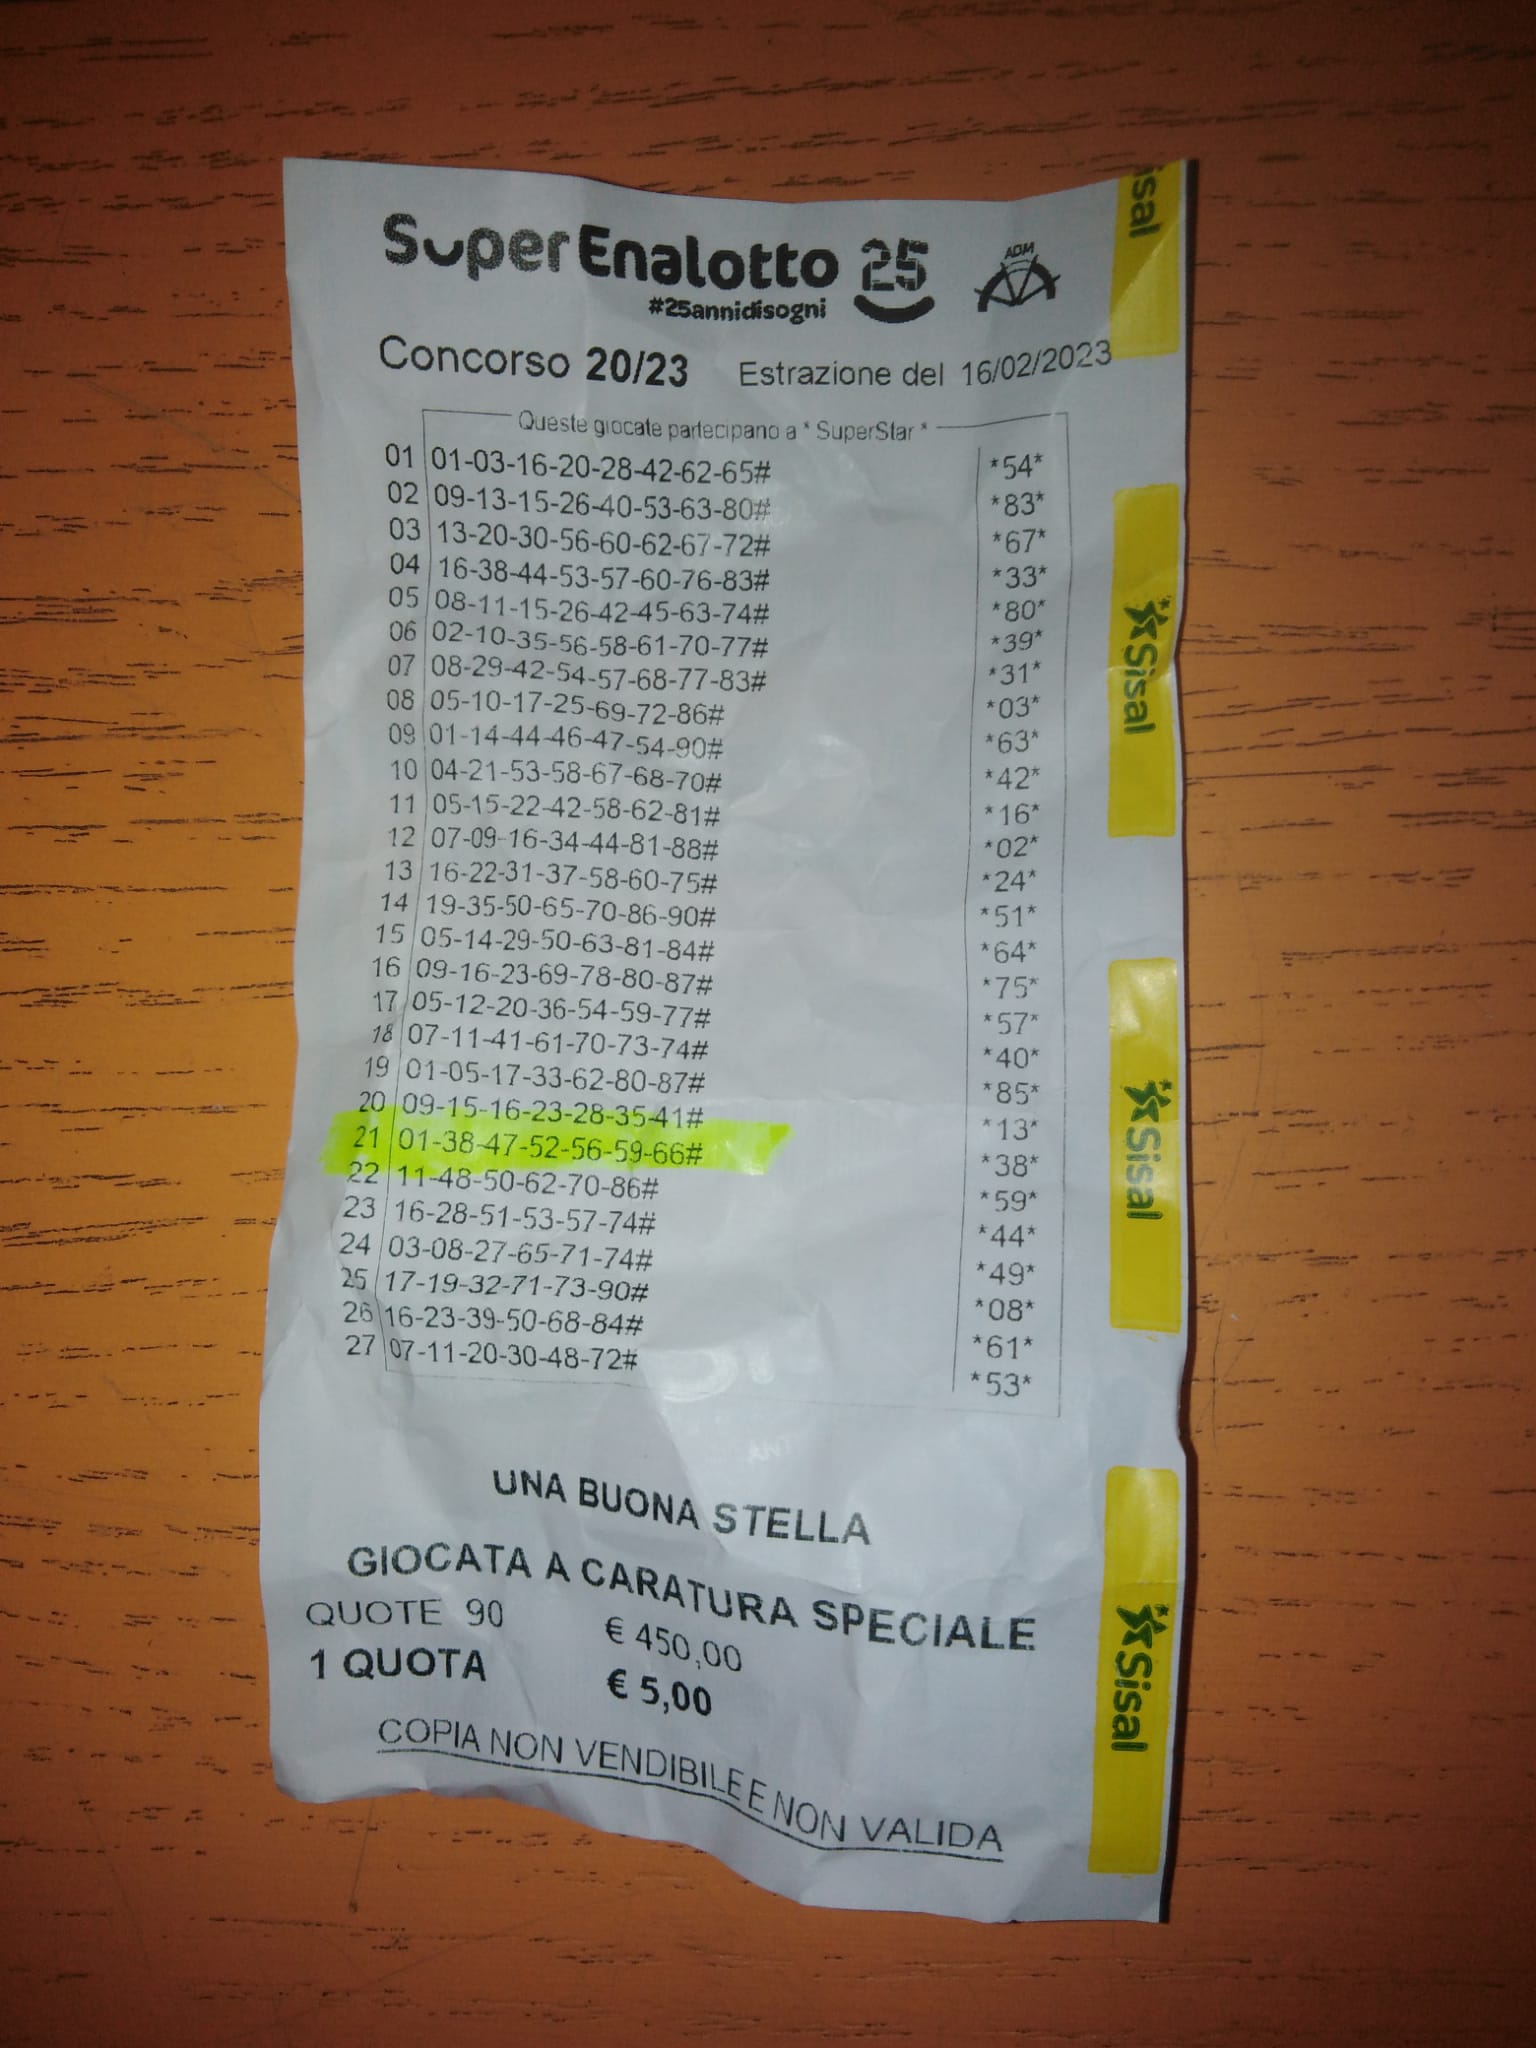 SuperEnalotto 25 ADM
#25annidisogni
Concorso 20/23 Estrazione del 16/02/2023
Queste giocate partecipano a * SuperStar *
01 01-03-16-20-28-42-62-65# *54*
02 09-13-15-26-40-53-63-80# *83*
03 13-20-30-56-60-62-67-72# *67*
04 16-38-44-53-57-60-76-83# *33*
05 08-11-15-26-42-45-63-74# *80*
06 02-10-35-56-58-61-70-77# *39*
07 08-29-42-54-57-68-77-83# *31*
08 05-10-17-25-69-72-86# *03*
09 01-14-44-46-47-54-90# *63*
10 04-21-53-58-67-68-70# *42*
11 05-15-22-42-58-62-81# *16*
12 07-09-16-34-44-81-88# *02*
13 16-22-31-37-58-60-75# *24*
14 19-35-50-65-70-86-90# *51*
15 05-14-29-50-63-81-84# *64*
16 09-16-23-69-78-80-87# *75*
17 05-12-20-36-54-59-77# *57*
18 07-11-41-61-70-73-74# *40*
19 01-05-17-33-62-80-87# *85*
20 09-15-16-23-28-35-41# *13*
21 01-38-47-52-56-59-66# *38*
22 11-48-50-62-70-86# *59*
23 16-28-51-53-57-74# *44*
24 03-08-27-65-71-74# *49*
25 17-19-32-71-73-90# *08*
26 16-23-39-50-68-84# *61*
27 07-11-20-30-48-72# *53*
UNA BUONA STELLA
GIOCATA A CARATURA SPECIALE
QUOTE 90 € 450,00
1 QUOTA € 5,00
COPIA NON VENDIBILE E NON VALIDA
sal
Sisal
Sisal
Sisal